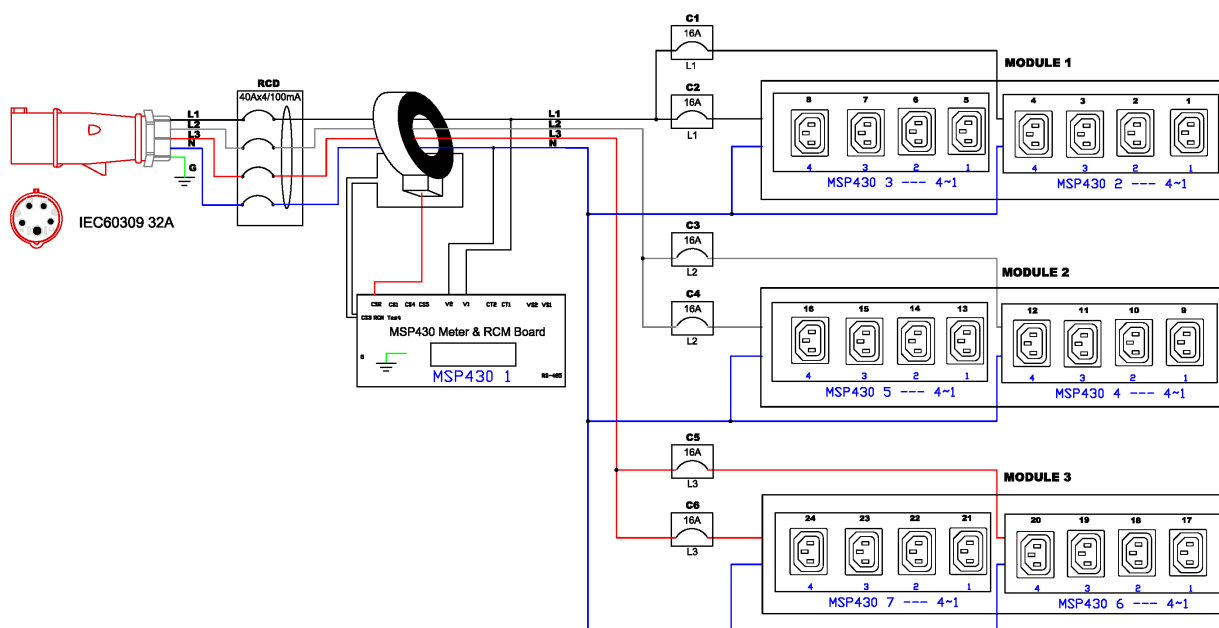 C1
16A
L1
MODULE 1
RCD
40Ax4/100mA
C2
16A
L1
8 7 6 5 4 3 2 1
L1
L2
L3
N
L1
L2
L3
N
G
4 3 2 1 4 3 2 1
MSP430 3 --- 4~1 MSP430 2 --- 4~1
IEC60309 32A
C3
16A
L2
MODULE 2
C4
16A
L2
16 15 14 13 12 11 10 9
CS2 CS1 CS4 CS5 V2 V1 CT2 CT1 VS2 VS1
CS3 RCM Test
MSP430 Meter & RCM Board
G
MSP430 1
RS-485
4 3 2 1 4 3 2 1
MSP430 5 --- 4~1 MSP430 4 --- 4~1
C5
16A
L3
MODULE 3
C6
16A
L3
24 23 22 21 20 19 18 17
4 3 2 1 4 3 2 1
MSP430 7 --- 4~1 MSP430 6 --- 4~1